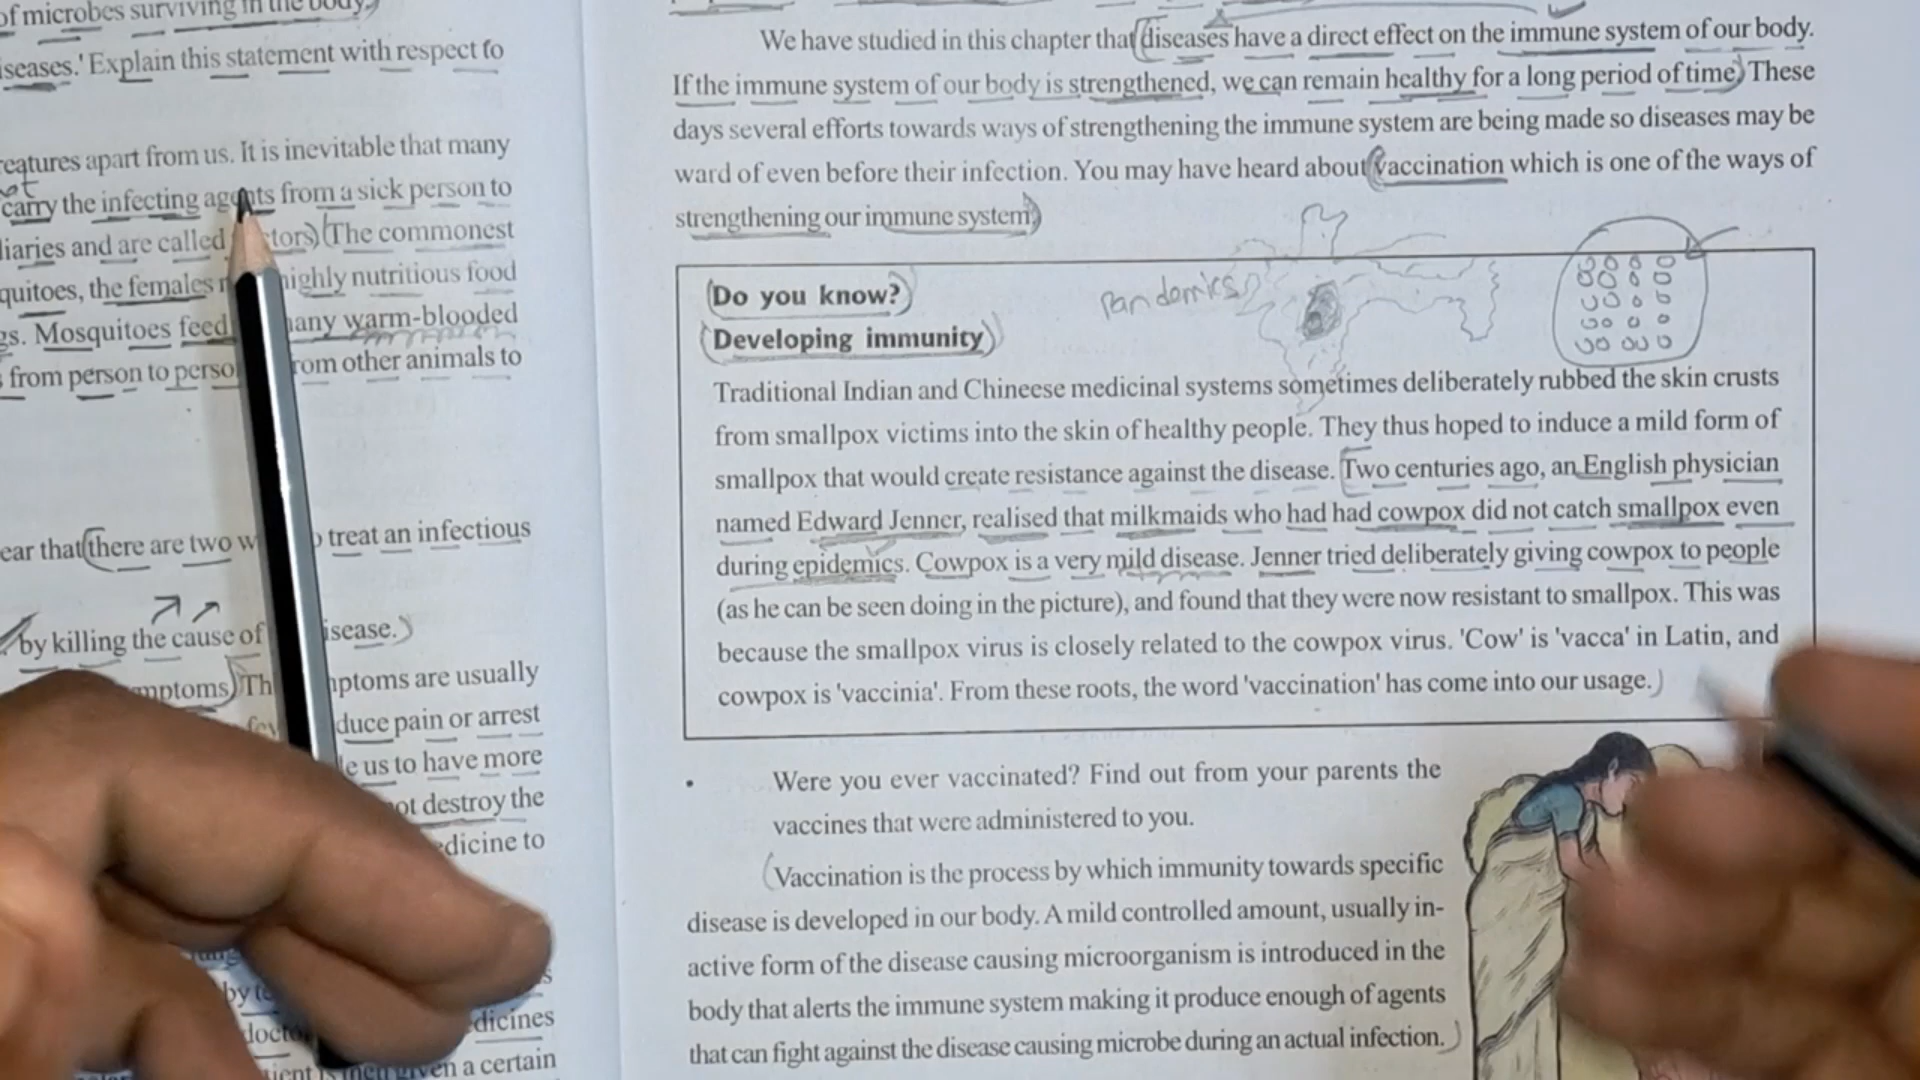 of microbes surviving in the body.
iseases.' Explain this statement with respect to
reatures apart from us. It is inevitable that many
carry the infecting agents from a sick person to
liaries and are called tors) The commonest
quitoes, the females highly nutritious food
gs. Mosquitoes feed many warm-blooded
from person to perso rom other animals to
ear that there are two w treat an infectious
by killing the cause of isease.
mptoms) Th mptoms are usually
duce pain or arrest
e us to have more
ot destroy the
edicine to
by
docto dicines
given a certain
We have studied in this chapter that diseases have a direct effect on the immune system of our body.
If the immune system of our body is strengthened, we can remain healthy for a long period of time. These
days several efforts towards ways of strengthening the immune system are being made so diseases may be
ward of even before their infection. You may have heard about vaccination which is one of the ways of
strengthening our immune system.
Pandemics
Do you know?
Developing immunity
Traditional Indian and Chineese medicinal systems sometimes deliberately rubbed the skin crusts
from smallpox victims into the skin of healthy people. They thus hoped to induce a mild form of
smallpox that would create resistance against the disease. Two centuries ago, an English physician
named Edward Jenner, realised that milkmaids who had had cowpox did not catch smallpox even
during epidemics. Cowpox is a very mild disease. Jenner tried deliberately giving cowpox to people
(as he can be seen doing in the picture), and found that they were now resistant to smallpox. This was
because the smallpox virus is closely related to the cowpox virus. 'Cow' is 'vacca' in Latin, and
cowpox is 'vaccinia'. From these roots, the word 'vaccination' has come into our usage.
• Were you ever vaccinated? Find out from your parents the
vaccines that were administered to you.
Vaccination is the process by which immunity towards specific
disease is developed in our body. A mild controlled amount, usually in-
active form of the disease causing microorganism is introduced in the
body that alerts the immune system making it produce enough of agents
that can fight against the disease causing microbe during an actual infection.